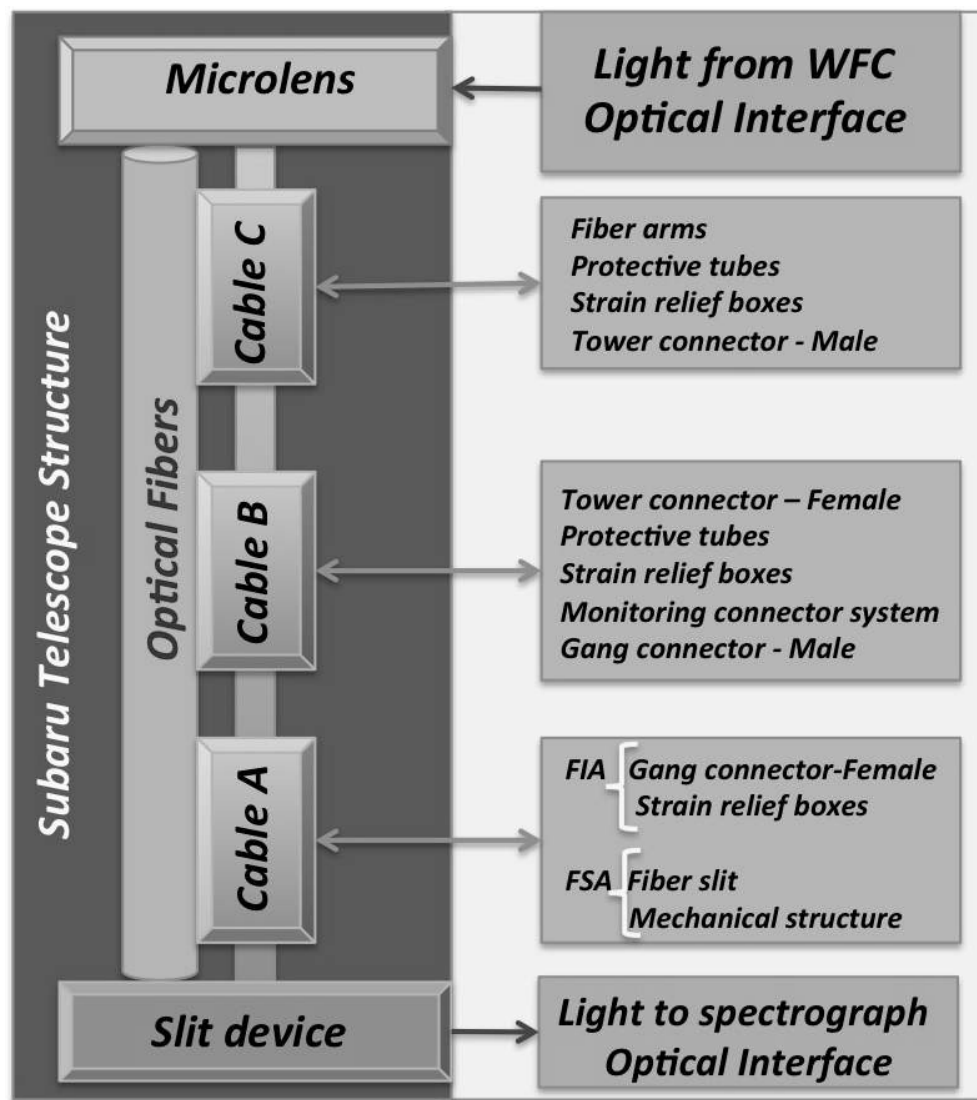 Microlens
Light from WFC
Optical Interface
Subaru Telescope Structure
Optical Fibers
Cable C
Fiber arms
Protective tubes
Strain relief boxes
Tower connector - Male
Cable B
Tower connector – Female
Protective tubes
Strain relief boxes
Monitoring connector system
Gang connector - Male
Cable A
FIA Gang connector-Female
Strain relief boxes
FSA Fiber slit
Mechanical structure
Slit device
Light to spectrograph
Optical Interface